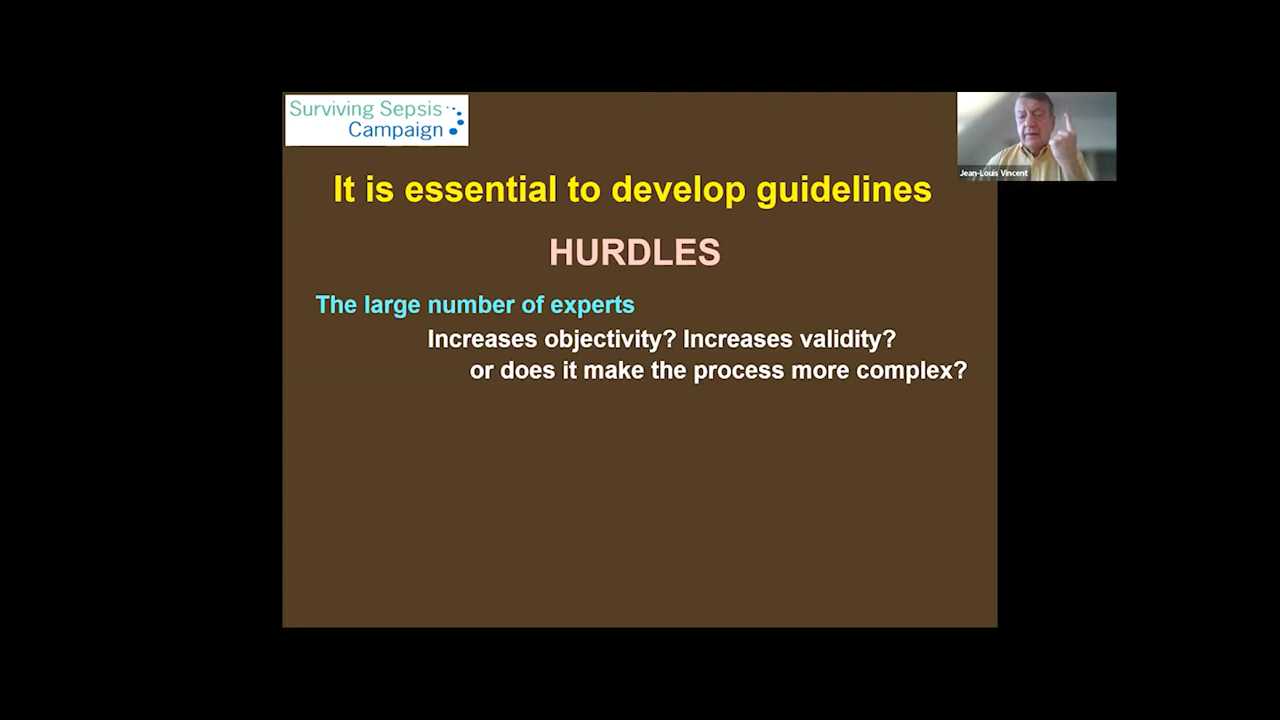 Surviving Sepsis
Campaign
Jean-Louis Vincent
It is essential to develop guidelines
HURDLES
The large number of experts
Increases objectivity? Increases validity?
or does it make the process more complex?